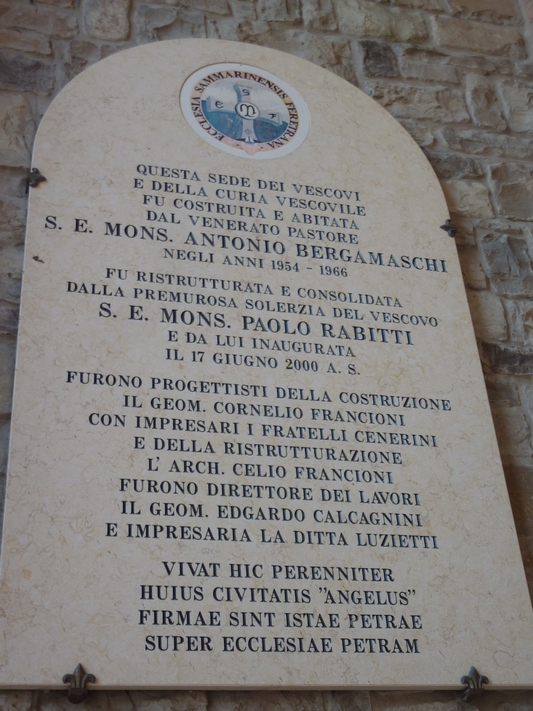 ECCLESIA SAMMARINENSIS FERETRANA
QUESTA SEDE DEI VESCOVI
E DELLA CURIA VESCOVILE
FU COSTRUITA E ABITATA
DAL VENERATO PASTORE
S. E. MONS. ANTONIO BERGAMASCHI
NEGLI ANNI 1954 - 1966
FU RISTRUTTURATA E CONSOLIDATA
DALLA PREMUROSA SOLERZIA DEL VESCOVO
S. E. MONS. PAOLO RABITTI
E DA LUI INAUGURATA
IL 17 GIUGNO 2000 A. S.
FURONO PROGETTISTI DELLA COSTRUZIONE
IL GEOM. CORNELIO FRANCIONI
CON IMPRESARI I FRATELLI CENERINI
E DELLA RISTRUTTURAZIONE
L' ARCH. CELIO FRANCIONI
FURONO DIRETTORE DEI LAVORI
IL GEOM. EDGARDO CALCAGNINI
E IMPRESARIA LA DITTA LUZIETTI
VIVAT HIC PERENNITER
HUIUS CIVITATIS "ANGELUS"
FIRMAE SINT ISTAE PETRAE
SUPER ECCLESIAE PETRAM